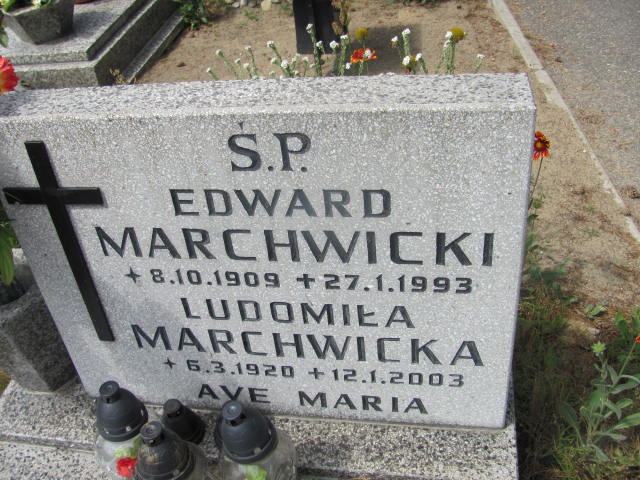 Ś.P.
EDWARD
MARCHWICKI
+8.10.1909 +27.1.1993
LUDOMIŁA
MARCHWICKA
+6.3.1920 +12.1.2003
AVE MARIA